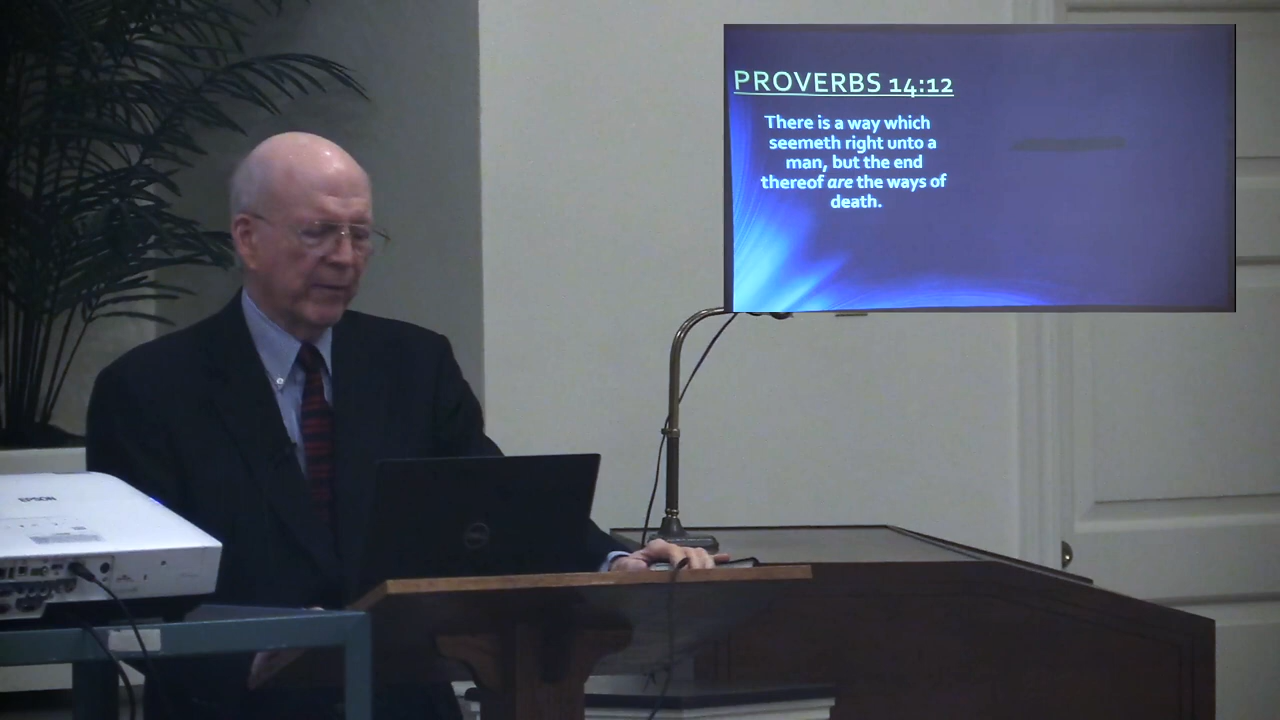 PROVERBS 14:12
There is a way which
seemeth right unto a
man, but the end
thereof are the ways of
death.
EPSON
DELL